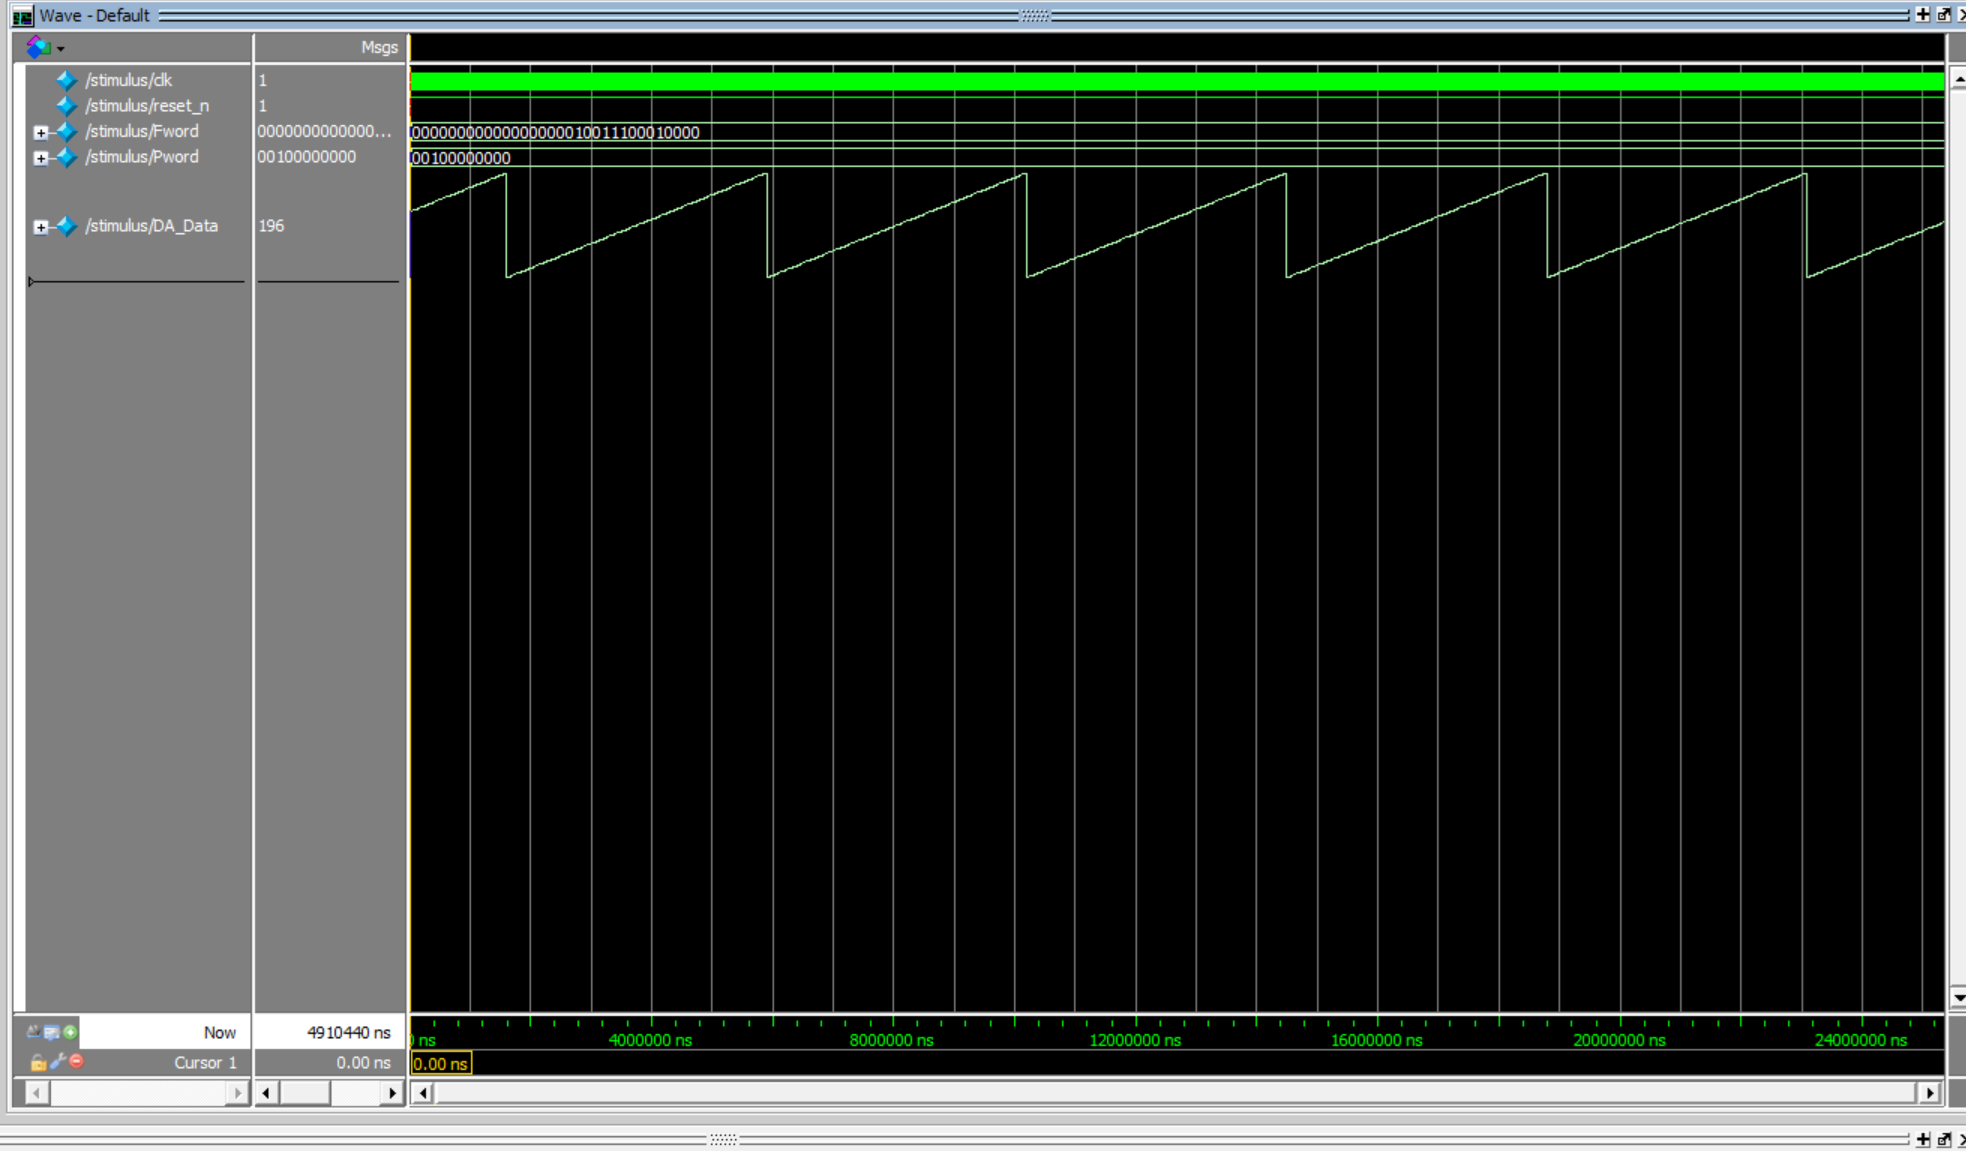 Wave - Default
Msgs
/stimulus/clk 1
/stimulus/reset_n 1
/stimulus/Fword 0000000000000... 00000000000000000010011100010000
/stimulus/Pword 00100000000 00100000000
/stimulus/DA_Data 196
Now 4910440 ns
0 ns 4000000 ns 8000000 ns 12000000 ns 16000000 ns 20000000 ns 24000000 ns
Cursor 1 0.00 ns 0.00 ns